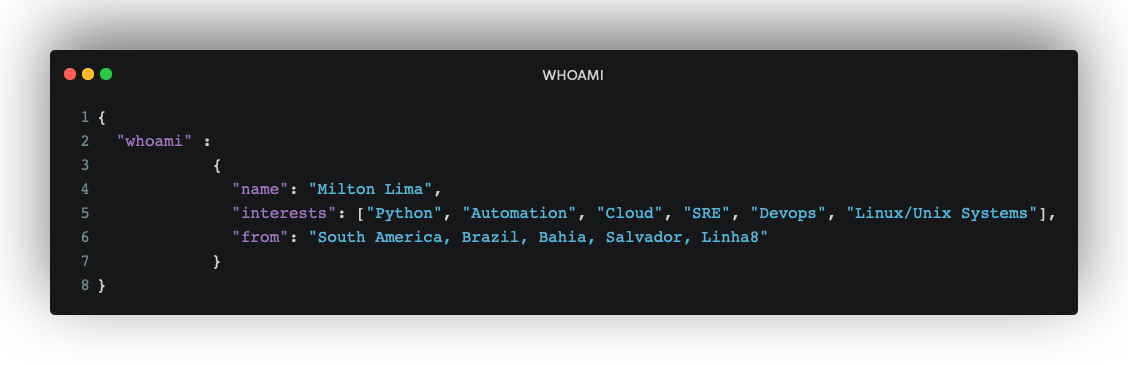 WHOAMI
1 {
2   "whoami" :
3             {
4               "name": "Milton Lima",
5               "interests": ["Python", "Automation", "Cloud", "SRE", "Devops", "Linux/Unix Systems"],
6               "from": "South America, Brazil, Bahia, Salvador, Linha8"
7             }
8 }